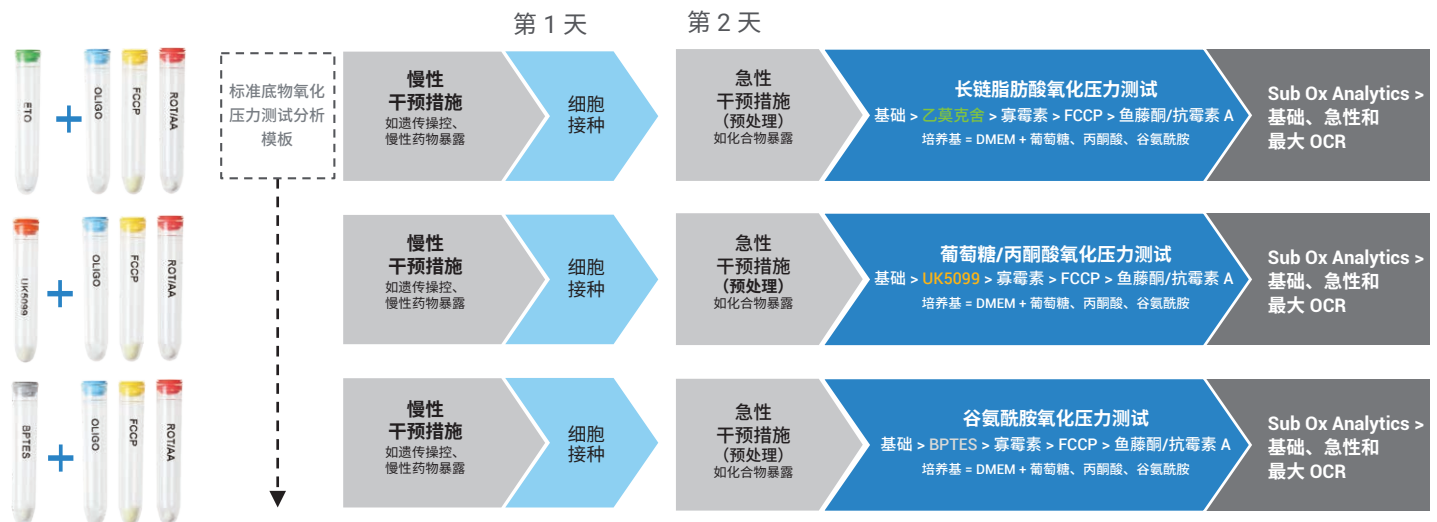 第 1 天
第 2 天
ETO
OLIGO
FCCP
ROT/AA
标准底物氧化
压力测试分析
模板
慢性
干预措施
如遗传操控、
慢性药物暴露
细胞
接种
急性
干预措施
(预处理)
如化合物暴露
长链脂肪酸氧化压力测试
基础 > 乙莫克舍 > 寡霉素 > FCCP > 鱼藤酮/抗霉素 A
培养基 = DMEM + 葡萄糖、丙酮酸、谷氨酰胺
Sub Ox Analytics >
基础、急性和
最大 OCR
UK5099
OLIGO
FCCP
ROT/AA
慢性
干预措施
如遗传操控、
慢性药物暴露
细胞
接种
急性
干预措施
(预处理)
如化合物暴露
葡萄糖/丙酮酸氧化压力测试
基础 > UK5099 > 寡霉素 > FCCP > 鱼藤酮/抗霉素 A
培养基 = DMEM + 葡萄糖、丙酮酸、谷氨酰胺
Sub Ox Analytics >
基础、急性和
最大 OCR
BPTES
OLIGO
FCCP
ROT/AA
慢性
干预措施
如遗传操控、
慢性药物暴露
细胞
接种
急性
干预措施
(预处理)
如化合物暴露
谷氨酰胺氧化压力测试
基础 > BPTES > 寡霉素 > FCCP > 鱼藤酮/抗霉素 A
培养基 = DMEM + 葡萄糖、丙酮酸、谷氨酰胺
Sub Ox Analytics >
基础、急性和
最大 OCR